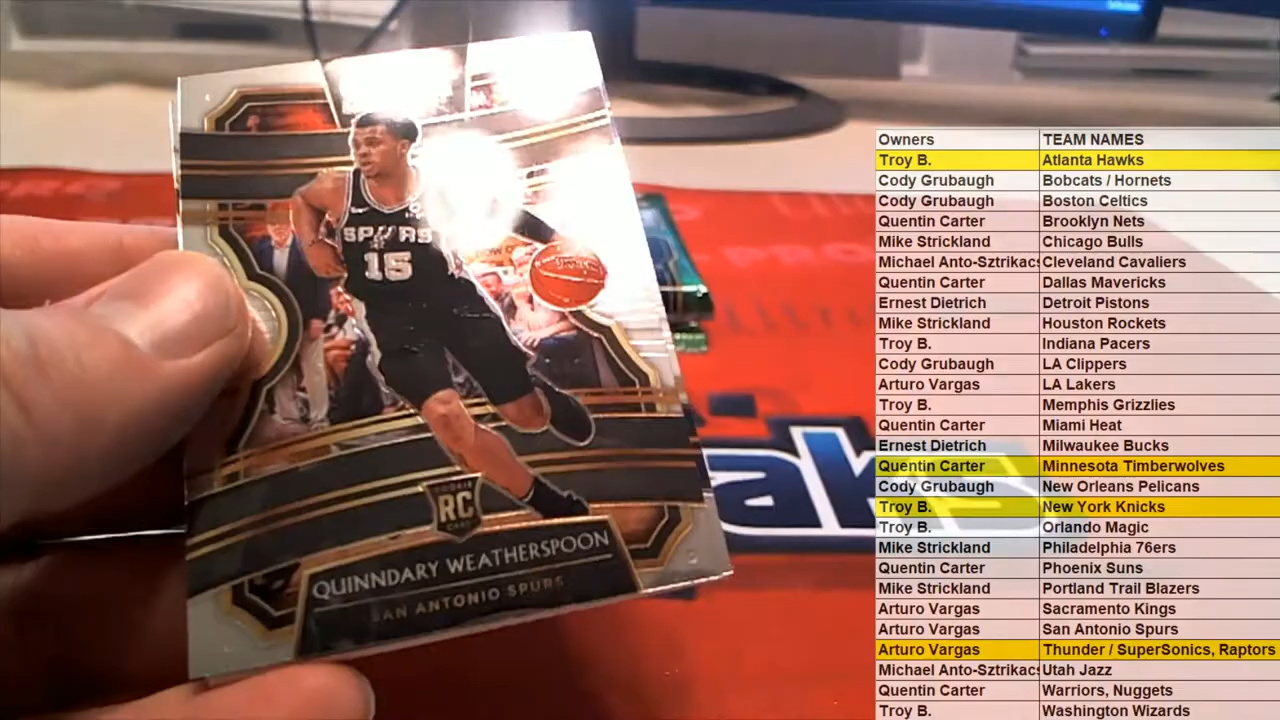 SPURS
15
ROOKIE
RC
CARD
QUINNDARY WEATHERSPOON
SAN ANTONIO SPURS
aks
Owners TEAM NAMES
Troy B. Atlanta Hawks
Cody Grubaugh Bobcats / Hornets
Cody Grubaugh Boston Celtics
Quentin Carter Brooklyn Nets
Mike Strickland Chicago Bulls
Michael Anto-Sztrikacs Cleveland Cavaliers
Quentin Carter Dallas Mavericks
Ernest Dietrich Detroit Pistons
Mike Strickland Houston Rockets
Troy B. Indiana Pacers
Cody Grubaugh LA Clippers
Arturo Vargas LA Lakers
Troy B. Memphis Grizzlies
Quentin Carter Miami Heat
Ernest Dietrich Milwaukee Bucks
Quentin Carter Minnesota Timberwolves
Cody Grubaugh New Orleans Pelicans
Troy B. New York Knicks
Troy B. Orlando Magic
Mike Strickland Philadelphia 76ers
Quentin Carter Phoenix Suns
Mike Strickland Portland Trail Blazers
Arturo Vargas Sacramento Kings
Arturo Vargas San Antonio Spurs
Arturo Vargas Thunder / SuperSonics, Raptors
Michael Anto-Sztrikacs Utah Jazz
Quentin Carter Warriors, Nuggets
Troy B. Washington Wizards